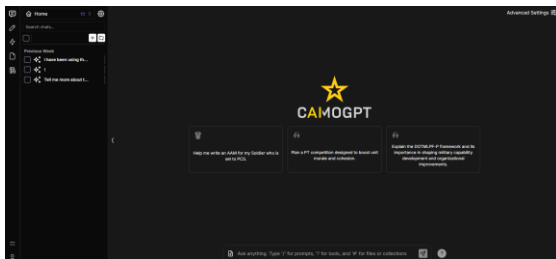 Home
Advanced Settings
Search chats...
Previous Week
I have been using th...
Tell me more about t...
CAMOGPT
Help me write an AAM for my Soldier who is
set to PCS.
Plan a PT competition designed to boost unit
morale and cohesion.
Explain the DOTMLPF-P framework and its
importance in shaping military capability
development and organizational
improvements.
Ask anything. Type '/' for prompts, '?' for tools, and '#' for files or collections